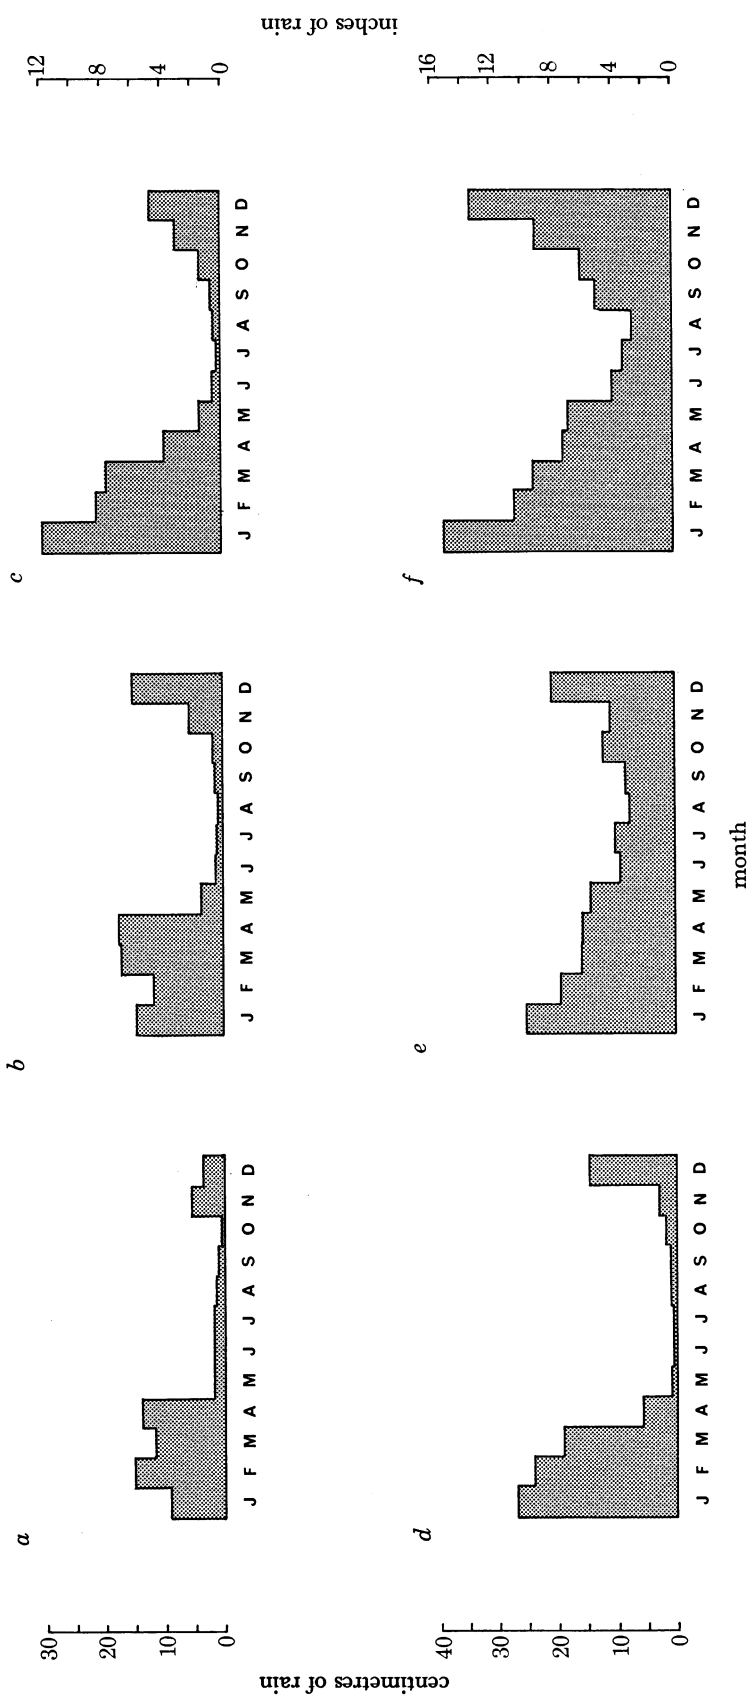 a
b
c
centimetres of rain
30
20
10
0
J F M A M J J A S O N D
J F M A M J J A S O N D
J F M A M J J A S O N D
12
8
4
0
inches of rain
d
e
f
40
30
20
10
0
J F M A M J J A S O N D
J F M A M J J A S O N D
J F M A M J J A S O N D
16
12
8
4
0
month